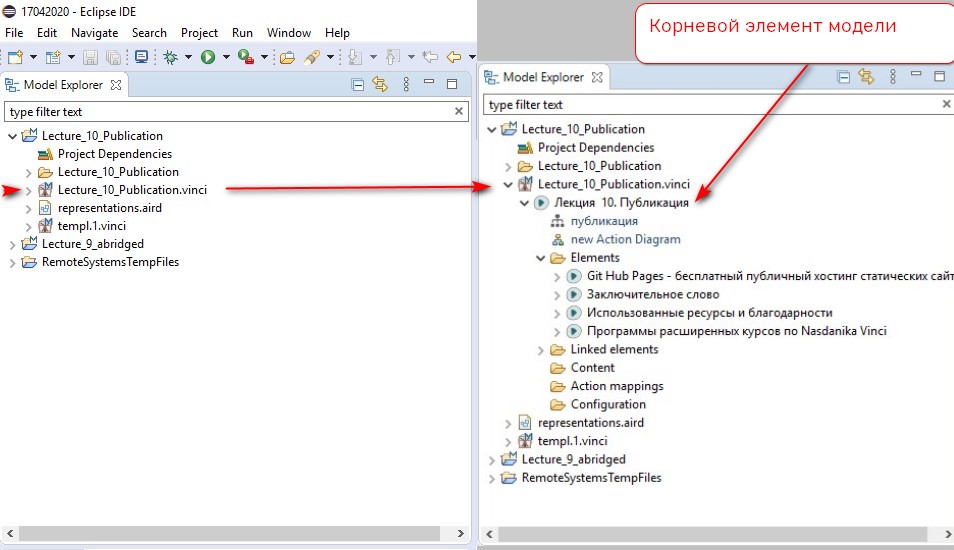 17042020 - Eclipse IDE
File Edit Navigate Search Project Run Window Help
Model Explorer
type filter text
Lecture_10_Publication
Project Dependencies
Lecture_10_Publication
Lecture_10_Publication.vinci
representations.aird
templ.1.vinci
Lecture_9_abridged
RemoteSystemsTempFiles
Корневой элемент модели
Model Explorer
type filter text
Lecture_10_Publication
Project Dependencies
Lecture_10_Publication
Lecture_10_Publication.vinci
Лекция 10. Публикация
публикация
new Action Diagram
Elements
Git Hub Pages - бесплатный публичный хостинг статических сайт
Заключительное слово
Использованные ресурсы и благодарности
Программы расширенных курсов по Nasdanika Vinci
Linked elements
Content
Action mappings
Configuration
representations.aird
templ.1.vinci
Lecture_9_abridged
RemoteSystemsTempFiles